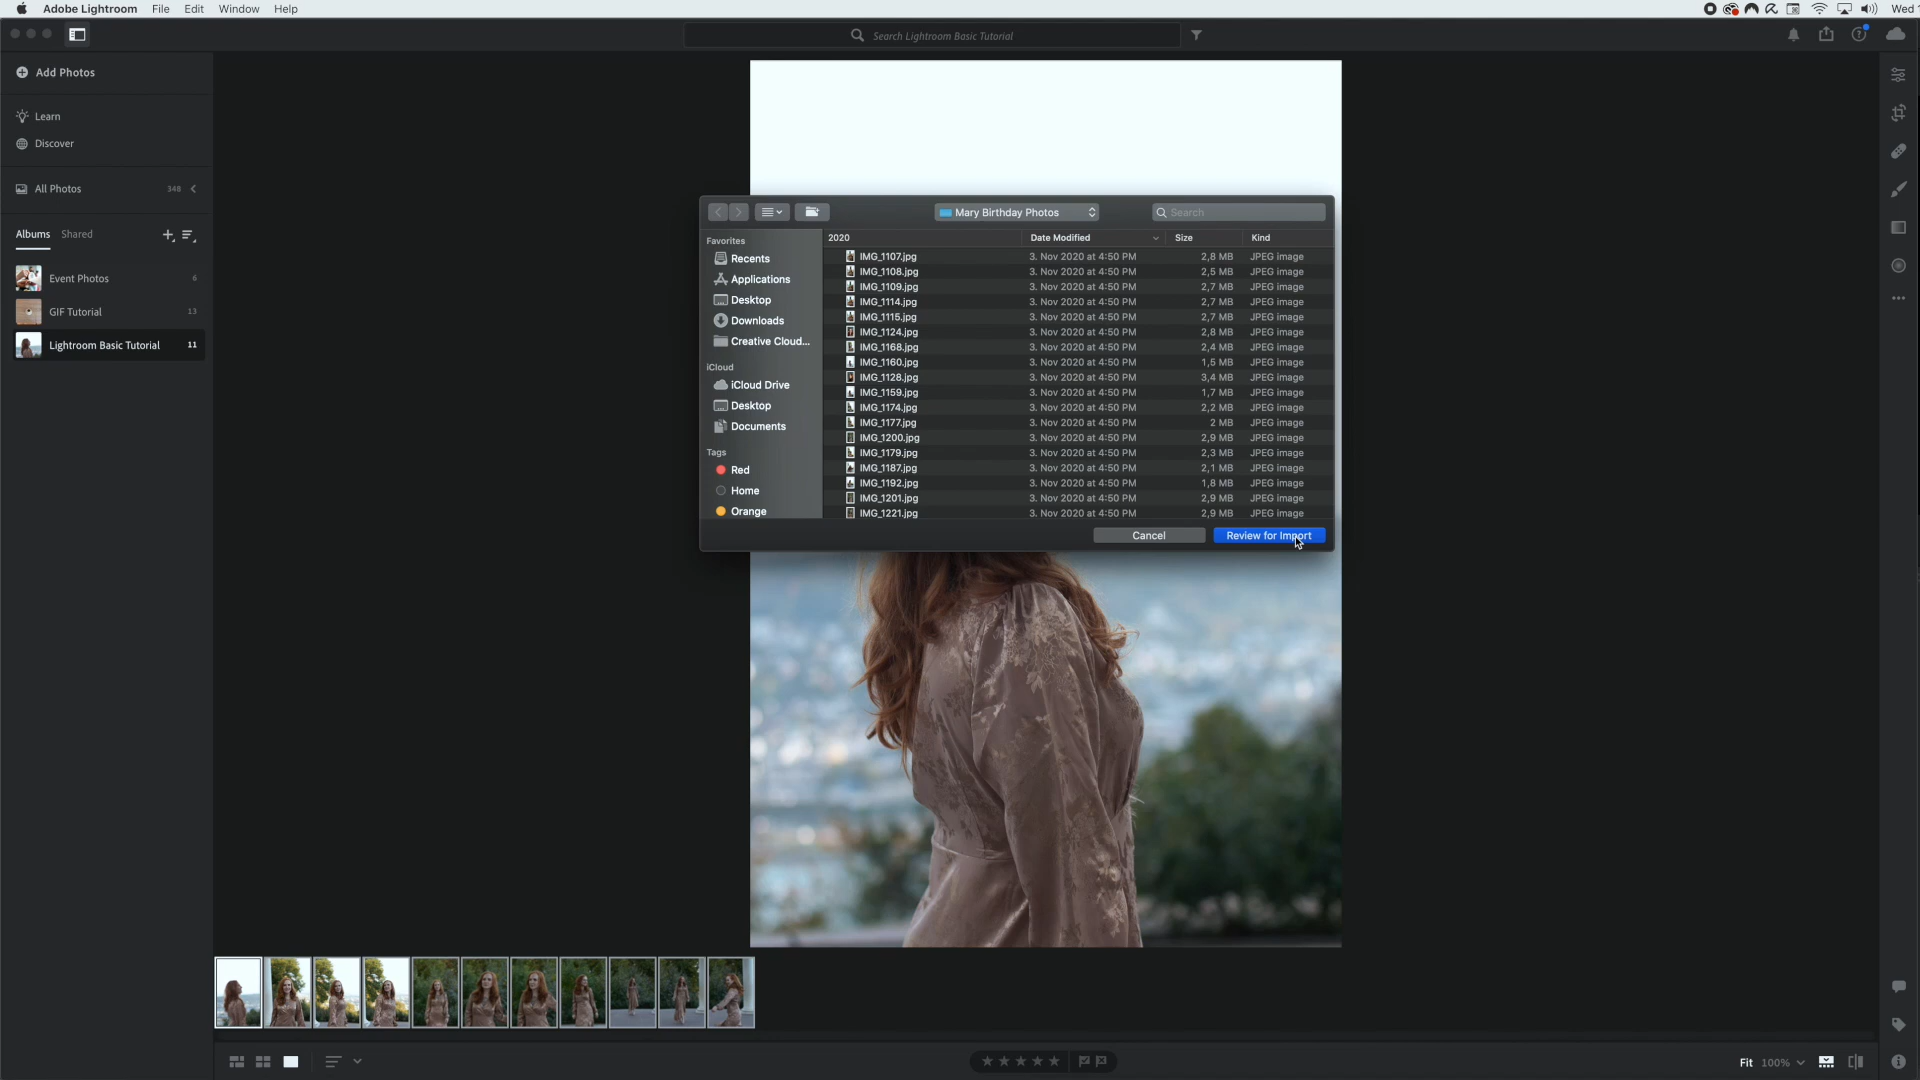 Adobe Lightroom File Edit Window Help Wed 1
Search Lightroom Basic Tutorial
Add Photos
Learn
Discover
All Photos 348
Albums Shared
Event Photos 6
GIF Tutorial 13
Lightroom Basic Tutorial 11
Mary Birthday Photos Search
Favorites
Recents
Applications
Desktop
Downloads
Creative Cloud...
iCloud
iCloud Drive
Desktop
Documents
Tags
Red
Home
Orange
2020 Date Modified Size Kind
IMG_1107.jpg 3. Nov 2020 at 4:50 PM 2,8 MB JPEG image
IMG_1108.jpg 3. Nov 2020 at 4:50 PM 2,5 MB JPEG image
IMG_1109.jpg 3. Nov 2020 at 4:50 PM 2,7 MB JPEG image
IMG_1114.jpg 3. Nov 2020 at 4:50 PM 2,7 MB JPEG image
IMG_1115.jpg 3. Nov 2020 at 4:50 PM 2,7 MB JPEG image
IMG_1124.jpg 3. Nov 2020 at 4:50 PM 2,8 MB JPEG image
IMG_1168.jpg 3. Nov 2020 at 4:50 PM 2,4 MB JPEG image
IMG_1160.jpg 3. Nov 2020 at 4:50 PM 1,5 MB JPEG image
IMG_1128.jpg 3. Nov 2020 at 4:50 PM 3,4 MB JPEG image
IMG_1159.jpg 3. Nov 2020 at 4:50 PM 1,7 MB JPEG image
IMG_1174.jpg 3. Nov 2020 at 4:50 PM 2,2 MB JPEG image
IMG_1177.jpg 3. Nov 2020 at 4:50 PM 2 MB JPEG image
IMG_1200.jpg 3. Nov 2020 at 4:50 PM 2,9 MB JPEG image
IMG_1179.jpg 3. Nov 2020 at 4:50 PM 2,3 MB JPEG image
IMG_1187.jpg 3. Nov 2020 at 4:50 PM 2,1 MB JPEG image
IMG_1192.jpg 3. Nov 2020 at 4:50 PM 1,8 MB JPEG image
IMG_1201.jpg 3. Nov 2020 at 4:50 PM 2,9 MB JPEG image
IMG_1221.jpg 3. Nov 2020 at 4:50 PM 2,9 MB JPEG image
Cancel Review for Import
Fit 100%